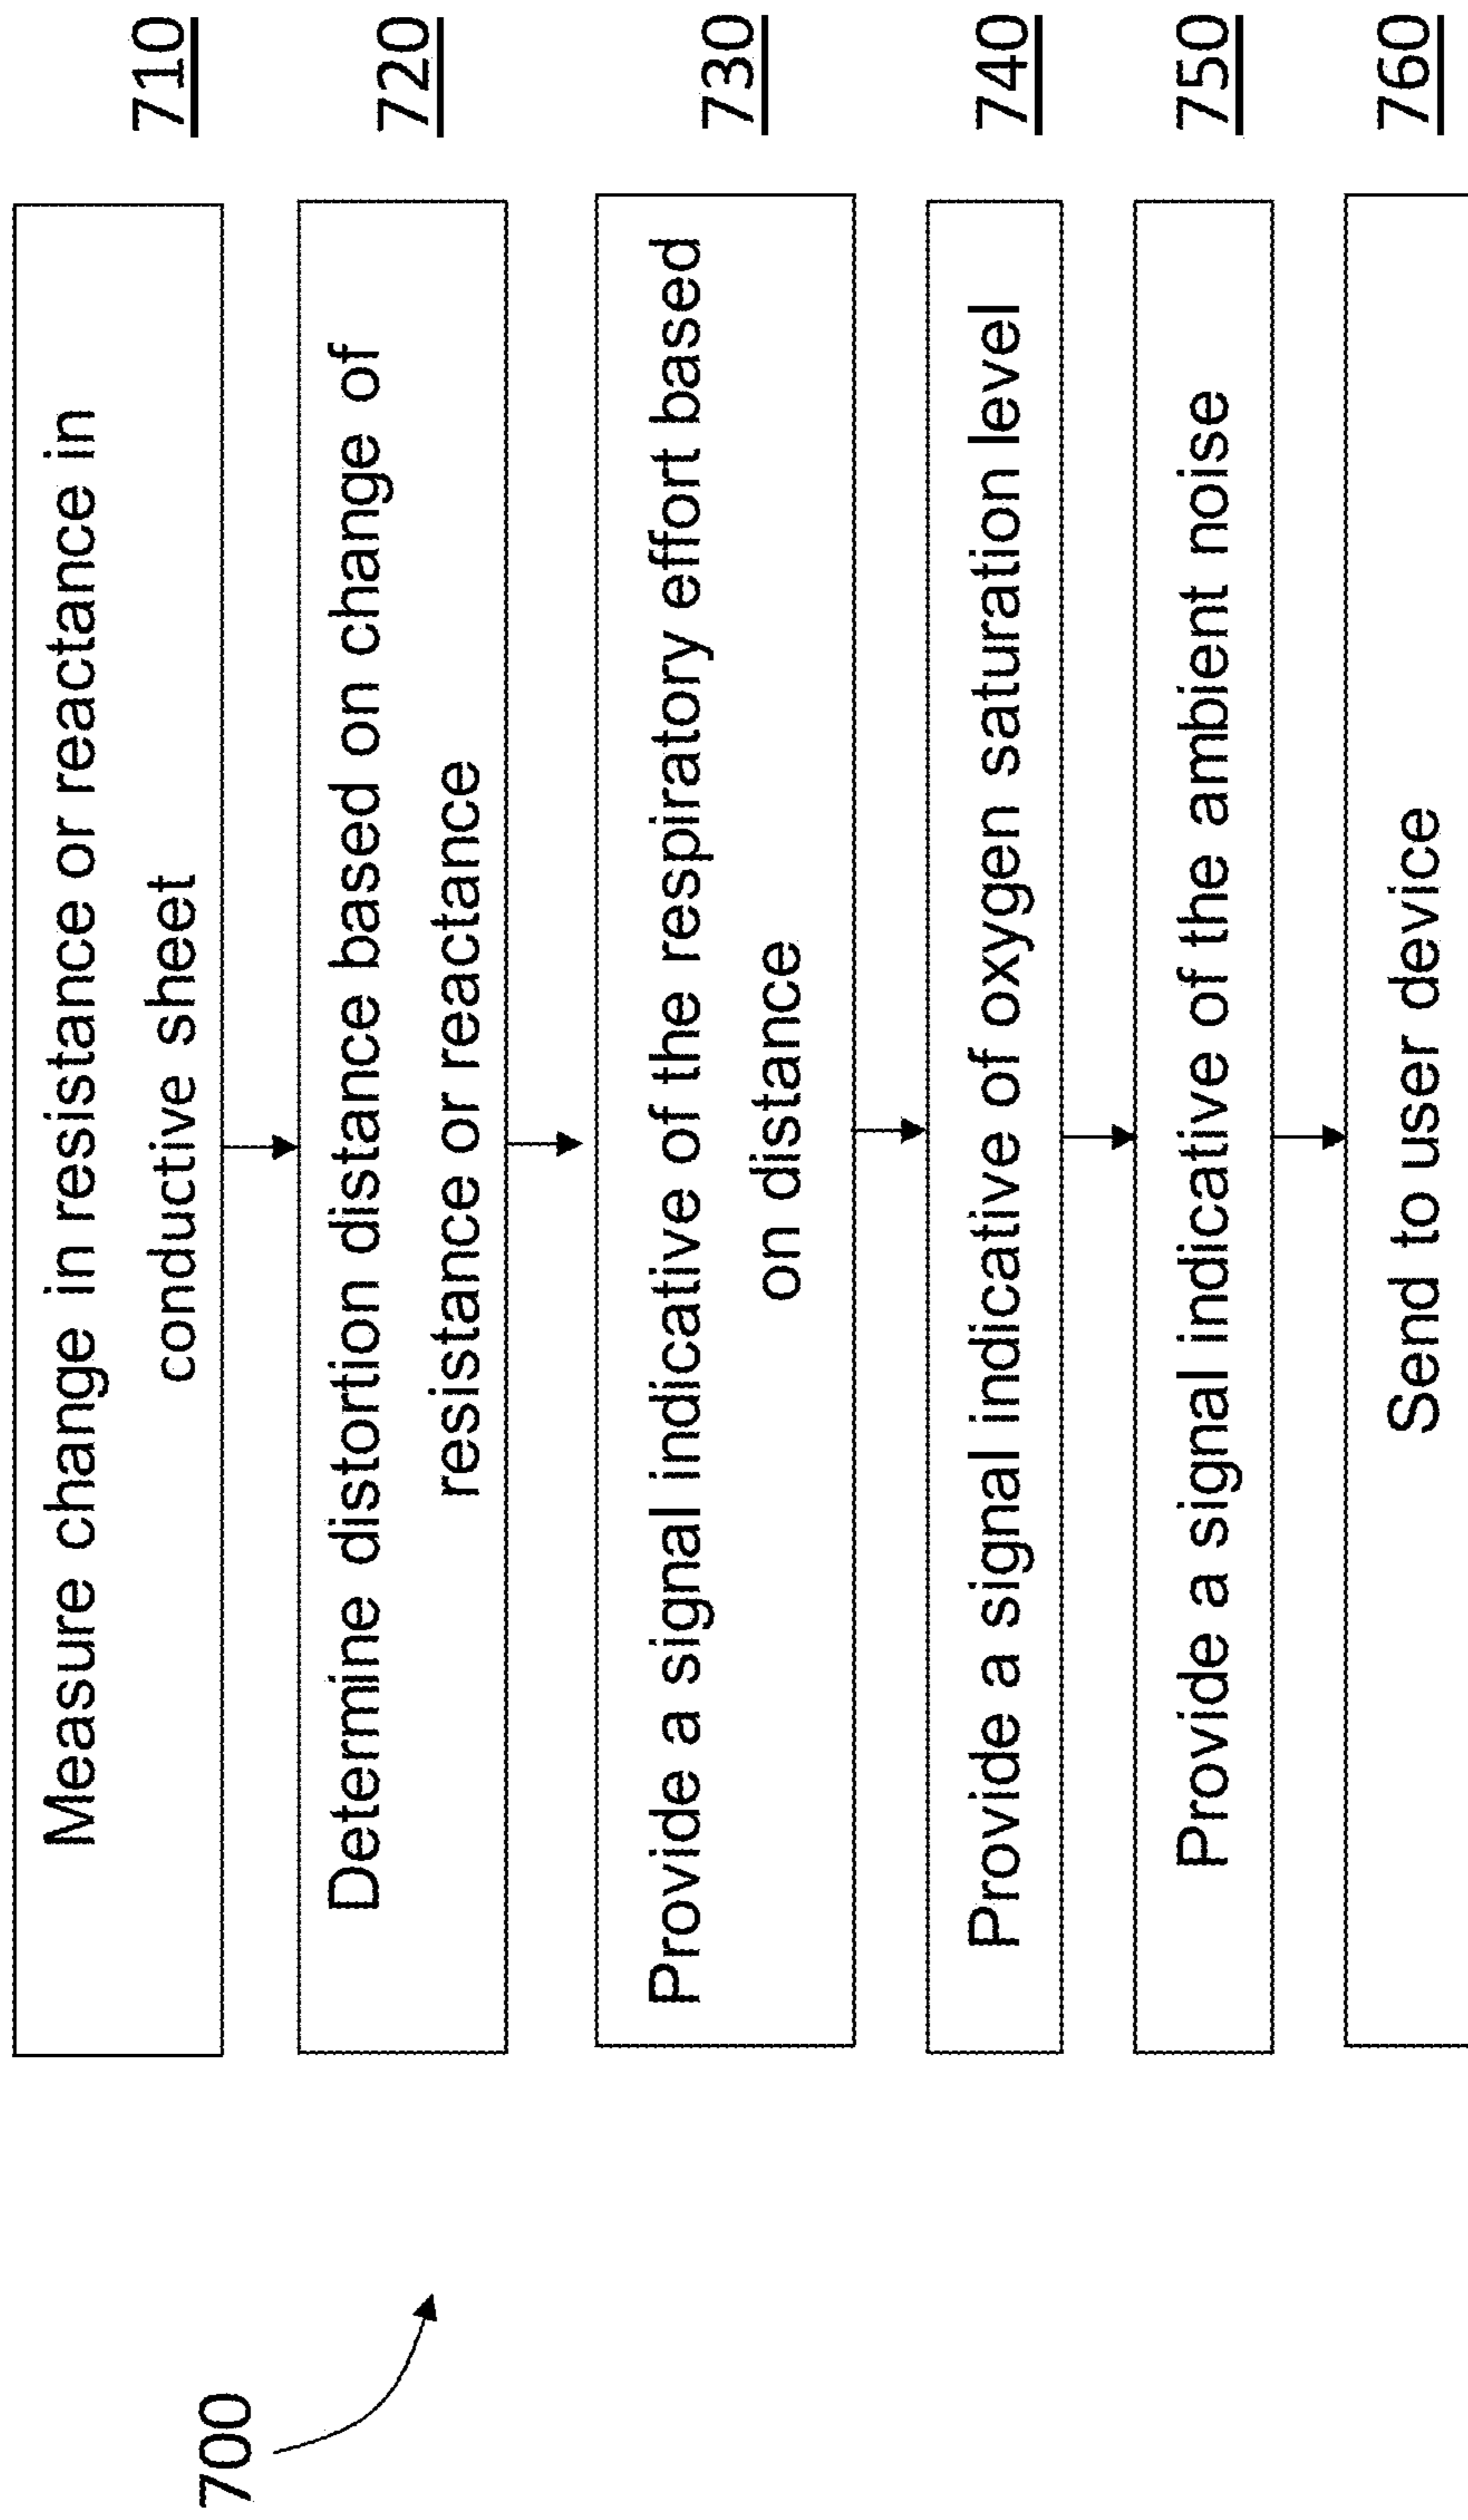 700
Measure change in resistance or reactance in
conductive sheet
710
Determine distortion distance based on change of
resistance or reactance
720
Provide a signal indicative of the respiratory effort based
on distance
730
Provide a signal indicative of oxygen saturation level
740
Provide a signal indicative of the ambient noise
750
Send to user device
760